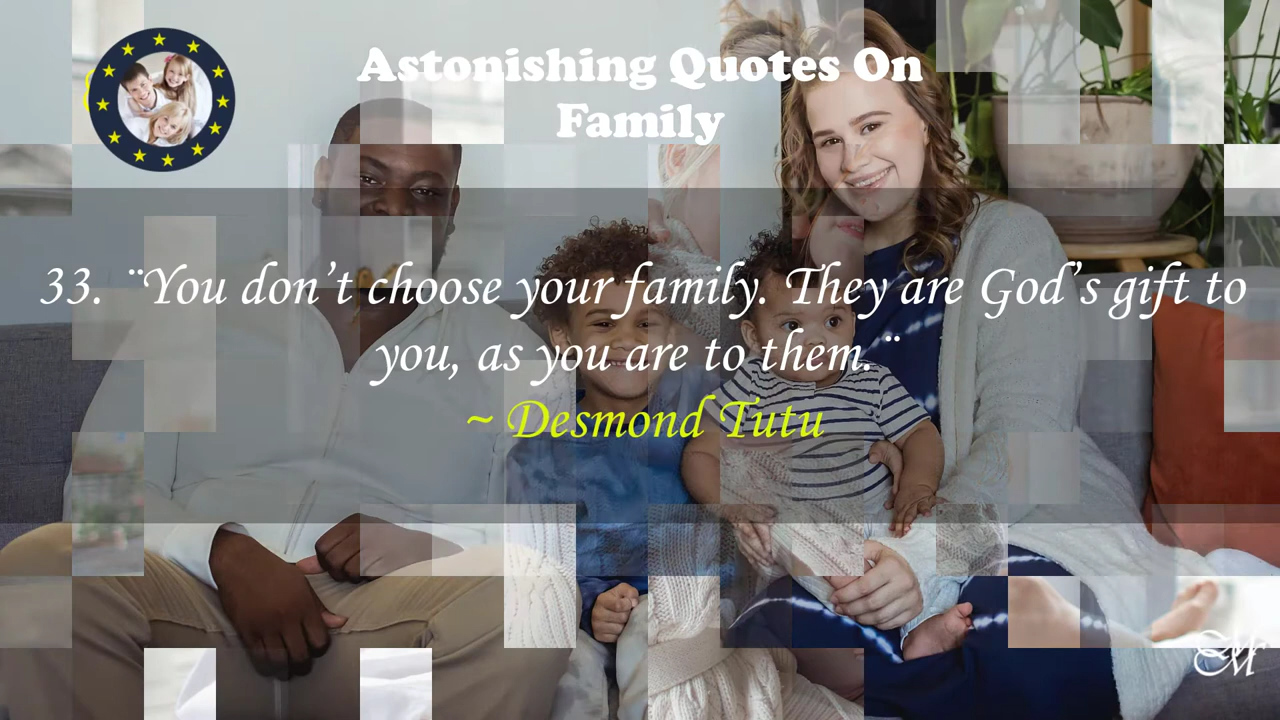 Astonishing Quotes On
Family
33. ¨You don’t choose your family. They are God’s gift to
you, as you are to them.¨
~ Desmond Tutu
M